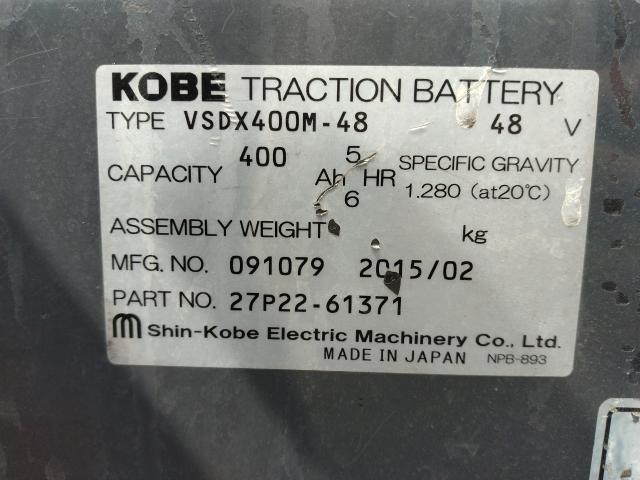 KOBE TRACTION BATTERY
TYPE VSDX400M-48 48 V
CAPACITY 400 Ah 5 HR SPECIFIC GRAVITY
6 1.280 (at20℃)
ASSEMBLY WEIGHT kg
MFG. NO. 091079 2015/02
PART NO. 27P22-61371
Shin-Kobe Electric Machinery Co., Ltd.
MADE IN JAPAN NPB-893